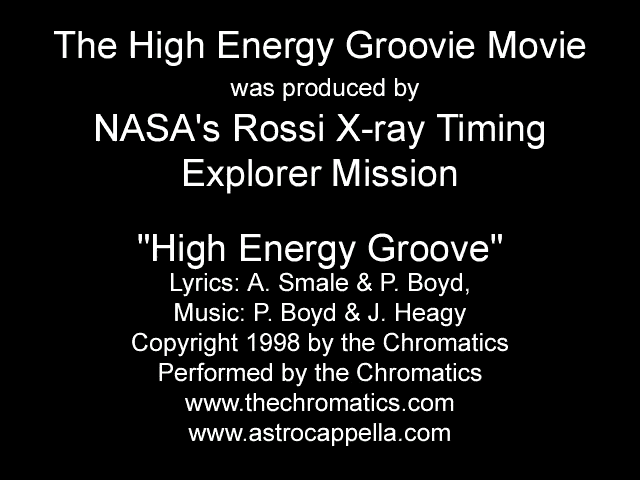 The High Energy Groovie Movie
was produced by
NASA's Rossi X-ray Timing
Explorer Mission
"High Energy Groove"
Lyrics: A. Smale & P. Boyd,
Music: P. Boyd & J. Heagy
Copyright 1998 by the Chromatics
Performed by the Chromatics
www.thechromatics.com
www.astrocappella.com